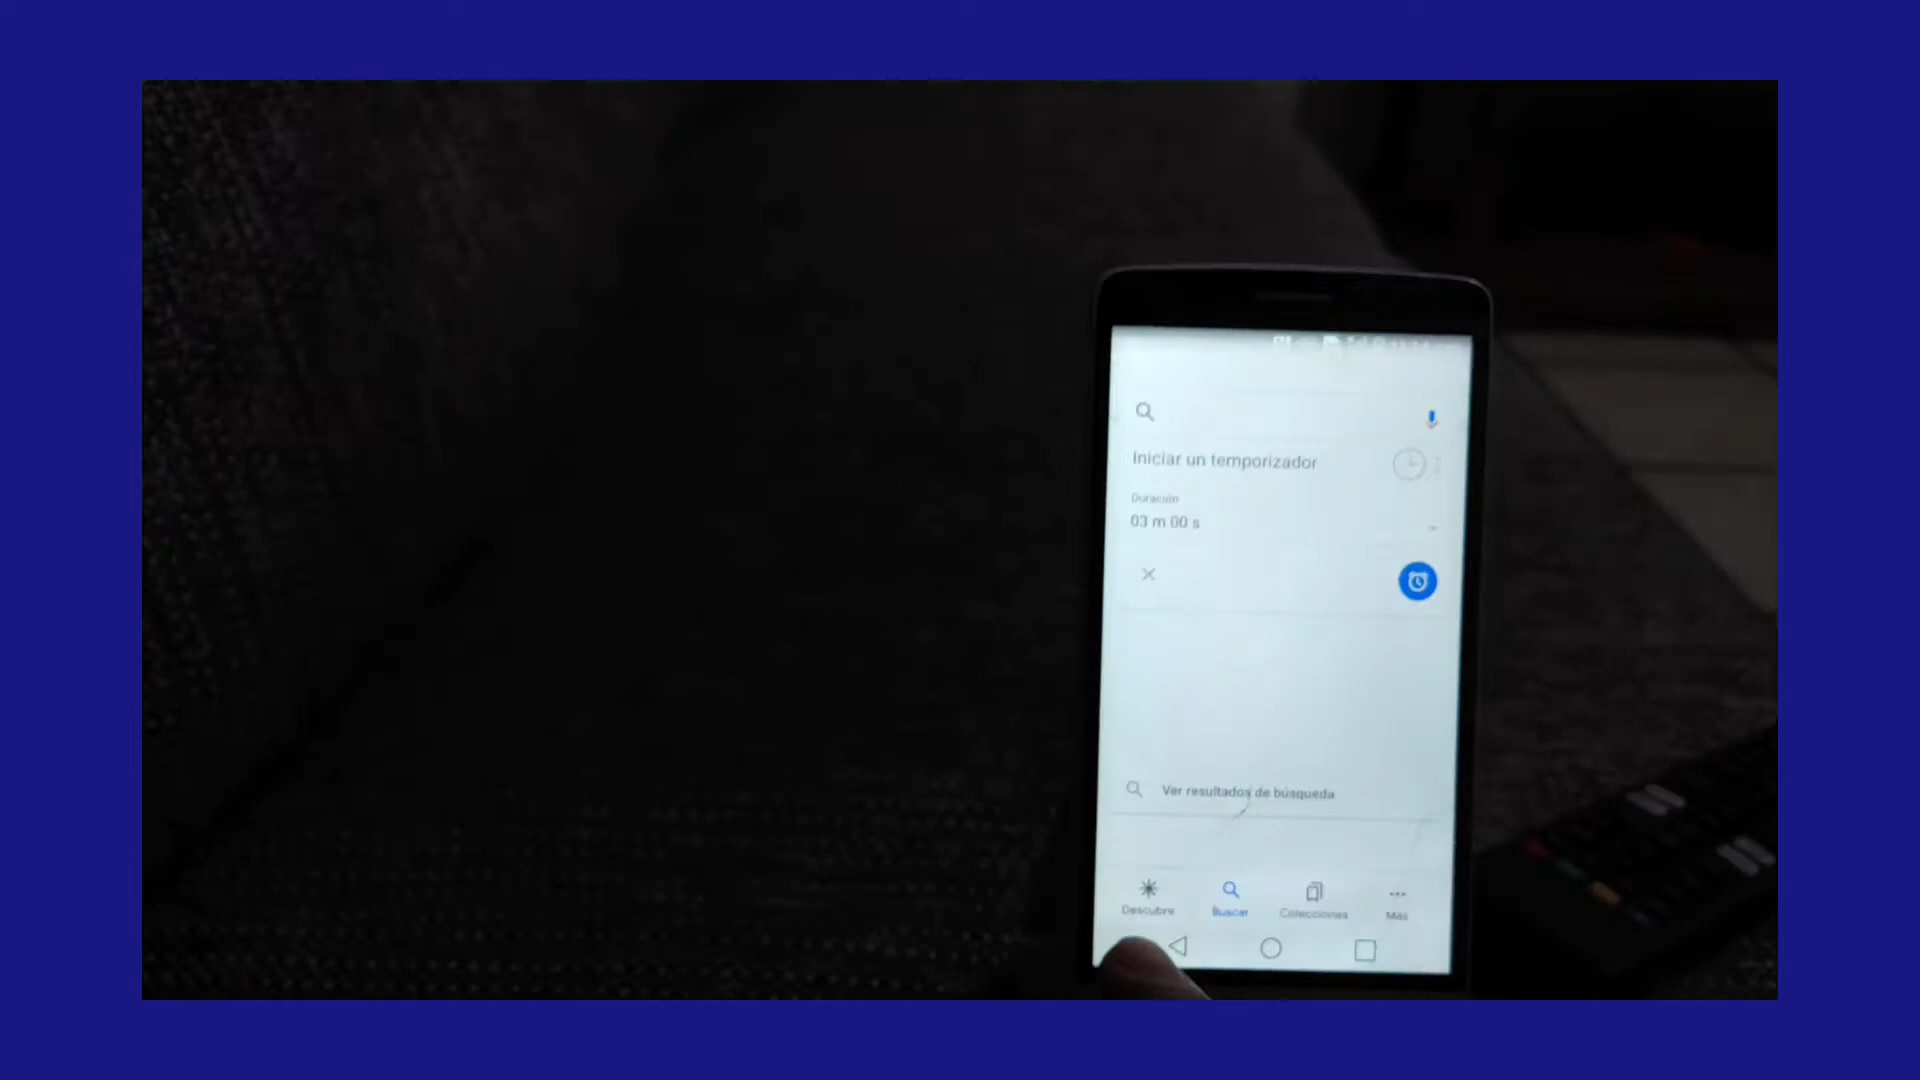 Iniciar un temporizador
Duración
03 m 00 s
Ver resultados de búsqueda
Descubre
Buscar
Colecciones
Más